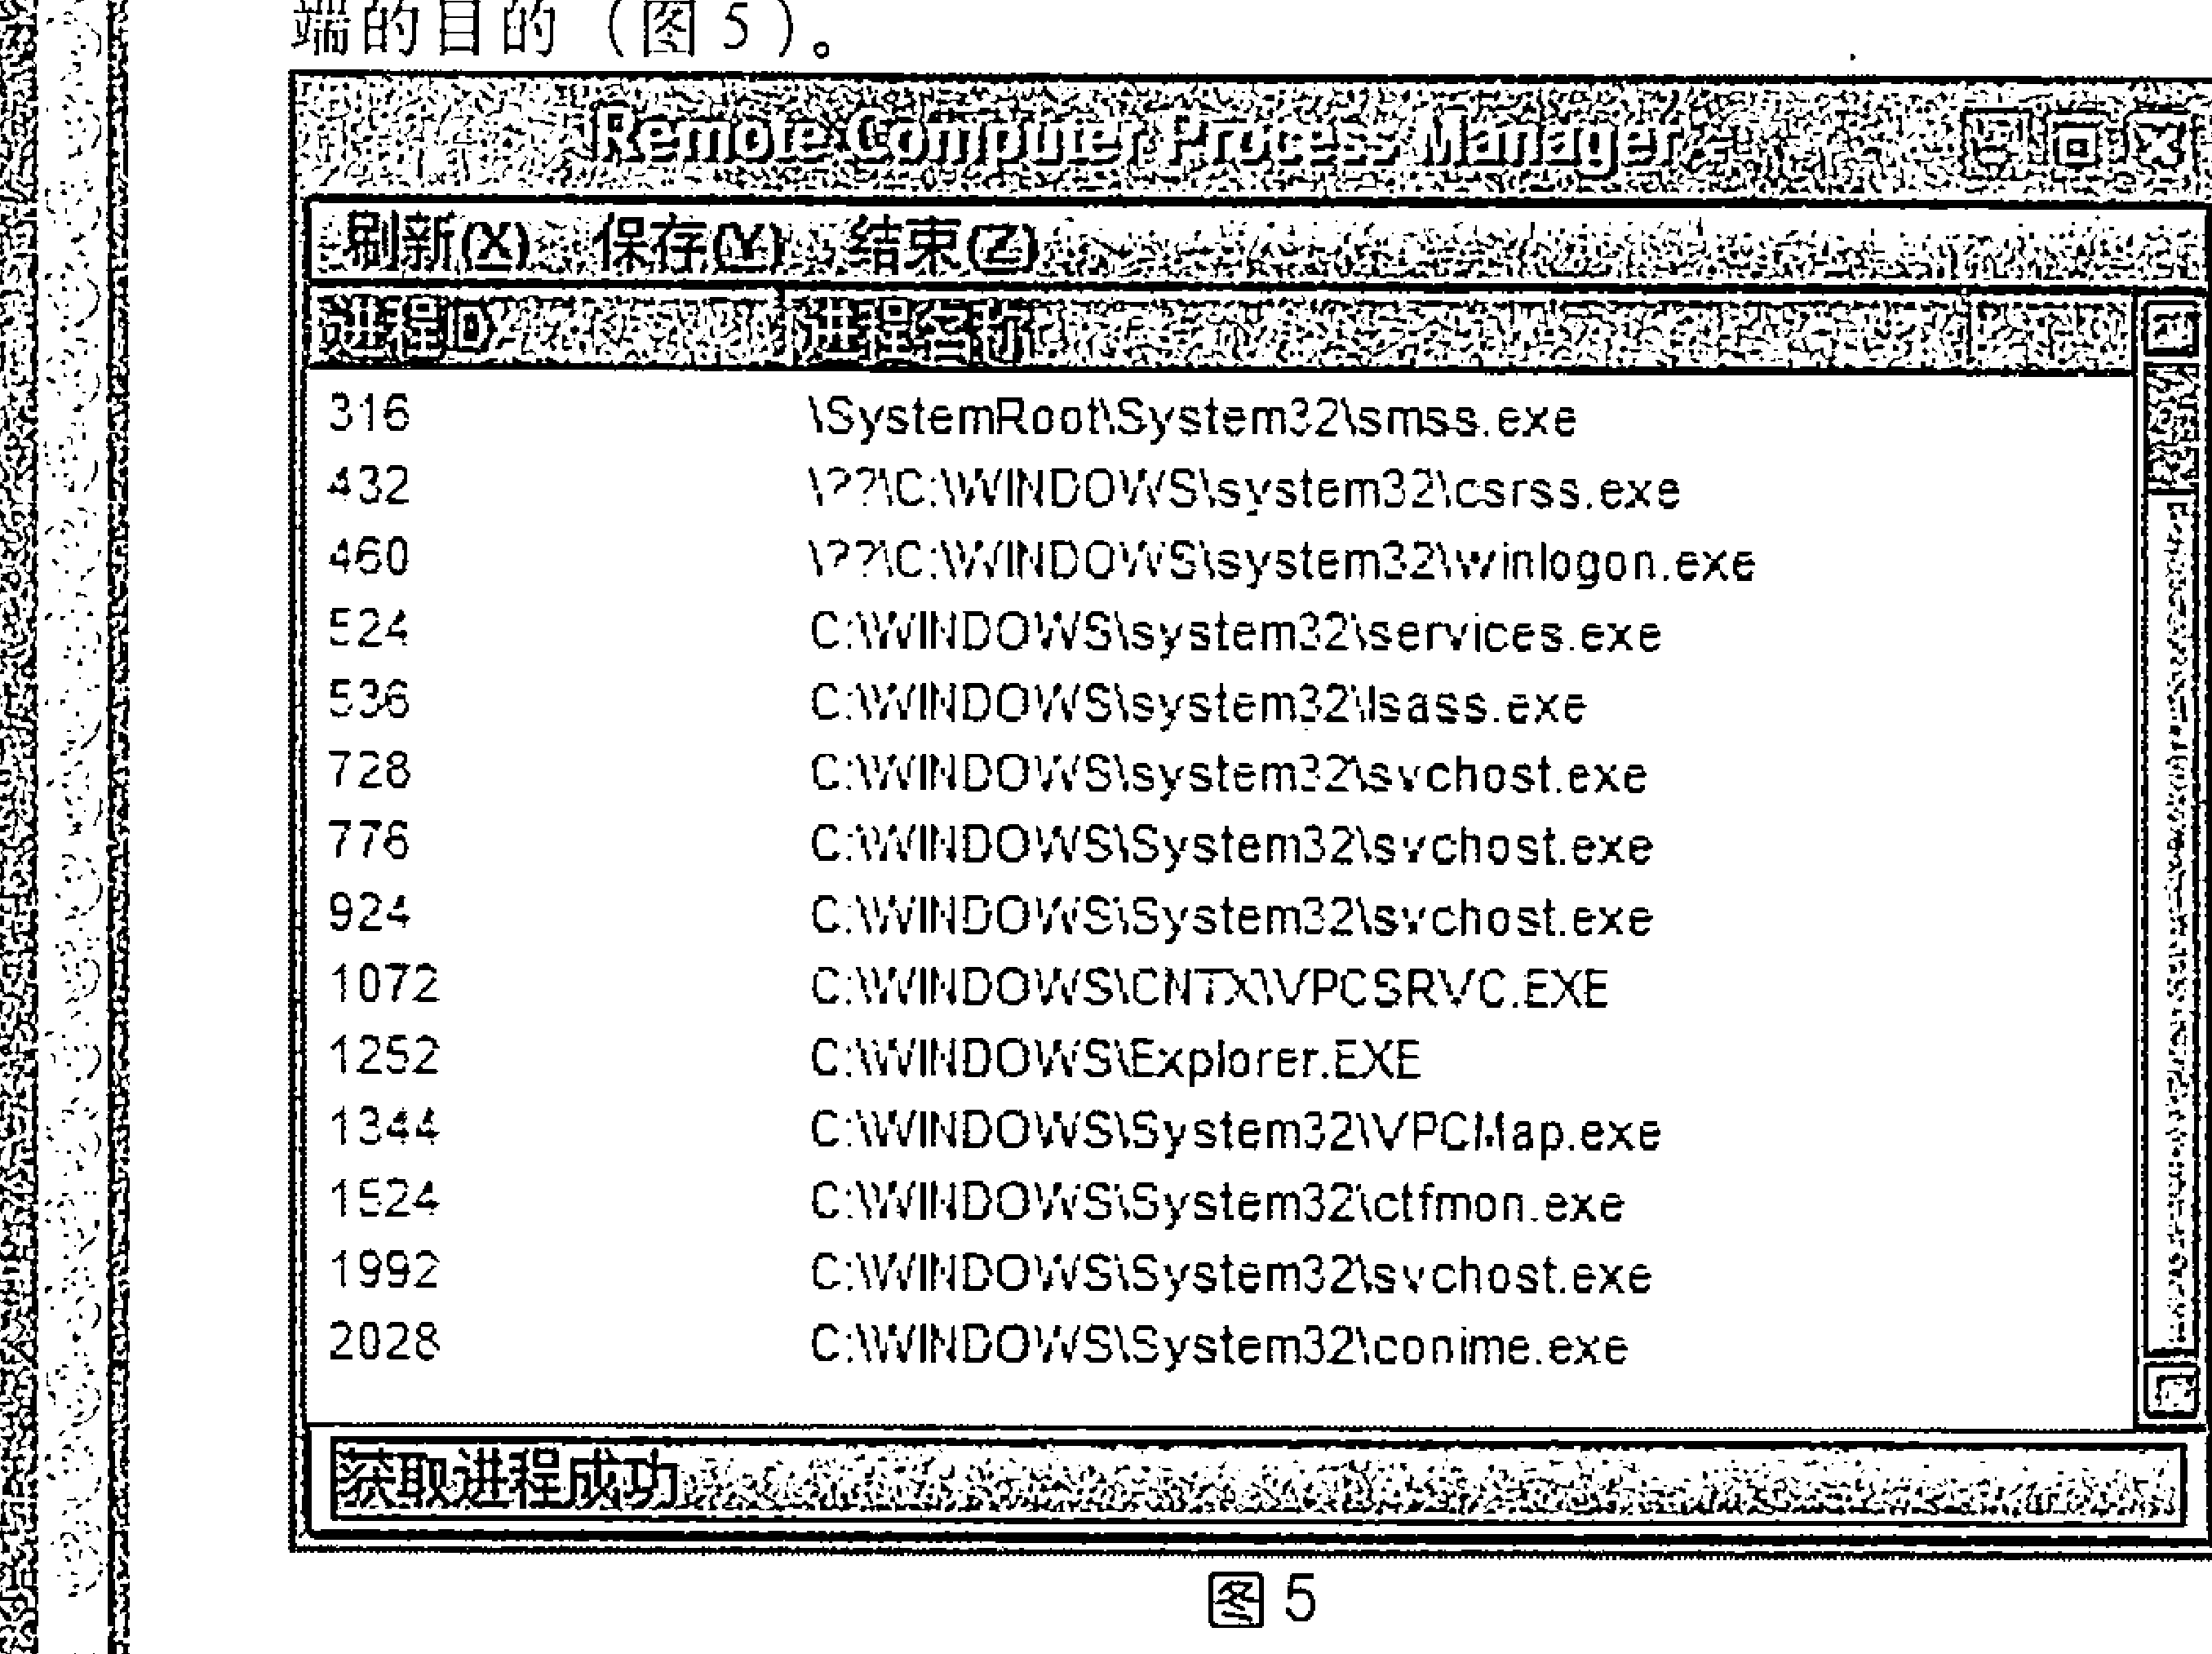 端的目的（图5）。
Remote Computer Process Manager
刷新(X) 保存(Y) 结束(Z)
进程ID 进程名称
316 \SystemRoot\System32\smss.exe
432 \??\C:\WINDOWS\system32\csrss.exe
460 \??\C:\WINDOWS\system32\winlogon.exe
524 C:\WINDOWS\system32\services.exe
536 C:\WINDOWS\system32\lsass.exe
728 C:\WINDOWS\system32\svchost.exe
776 C:\WINDOWS\System32\svchost.exe
924 C:\WINDOWS\System32\svchost.exe
1072 C:\WINDOWS\CNTX\VPCSRVC.EXE
1252 C:\WINDOWS\Explorer.EXE
1344 C:\WINDOWS\System32\VPCMap.exe
1524 C:\WINDOWS\System32\ctfmon.exe
1992 C:\WINDOWS\System32\svchost.exe
2028 C:\WINDOWS\System32\conime.exe
获取进程成功
图 5